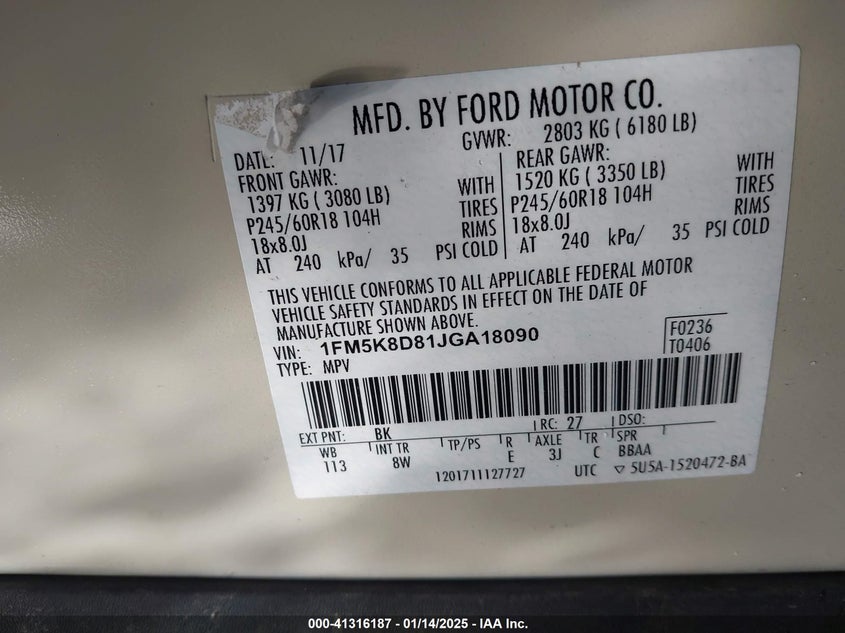 MFD. BY FORD MOTOR CO.
DATE: 11/17
GVWR: 2803 KG ( 6180 LB)
FRONT GAWR:
1397 KG ( 3080 LB) WITH
P245/60R18 104H TIRES
18x8.0J RIMS
AT 240 kPa/ 35 PSI COLD
REAR GAWR: WITH
1520 KG ( 3350 LB) TIRES
P245/60R18 104H RIMS
18x8.0J
AT 240 kPa/ 35 PSI COLD
THIS VEHICLE CONFORMS TO ALL APPLICABLE FEDERAL MOTOR
VEHICLE SAFETY STANDARDS IN EFFECT ON THE DATE OF
MANUFACTURE SHOWN ABOVE.
VIN: 1FM5K8D81JGA18090
TYPE: MPV
F0236
T0406
EXT PNT: BK RC: 27 DSO:
WB INT TR TP/PS R AXLE TR SPR
113 8W E 3J C BBAA
1201711127727 UTC ▽ 5U5A-1520472-BA
000-41316187 - 01/14/2025 - IAA Inc.